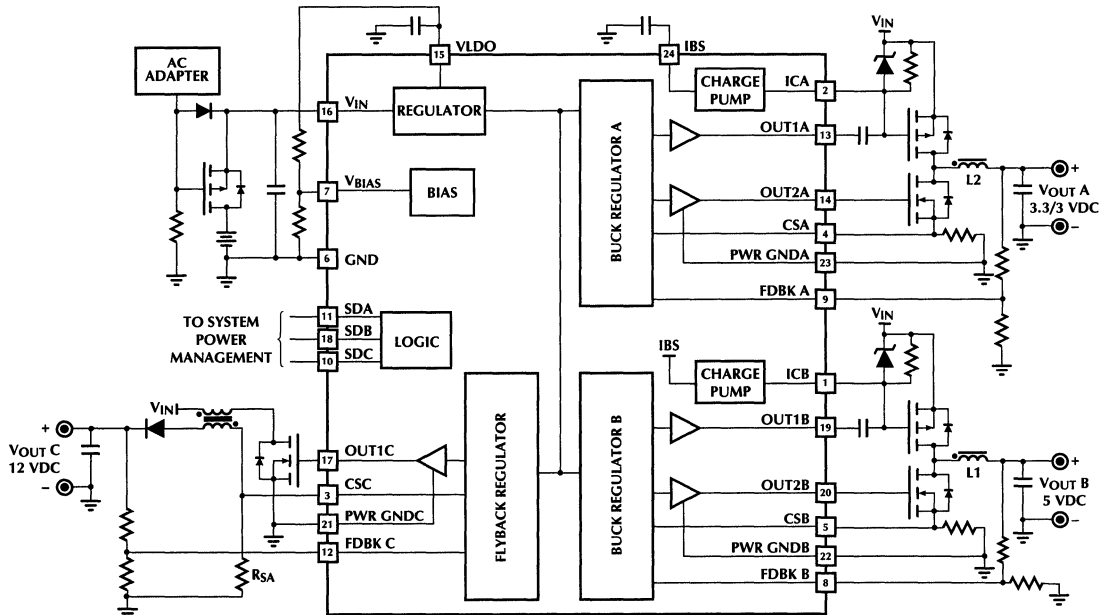 VLDO
15
IBS
24
VIN
AC
ADAPTER
CHARGE
PUMP
ICA
2
16
VIN
REGULATOR
BUCK REGULATOR A
OUT1A
13
L2
+
VOUT A
3.3/3 VDC
−
7
VBIAS
BIAS
OUT2A
14
CSA
4
6
GND
PWR GNDA
23
FDBK A
9
TO SYSTEM
POWER
MANAGEMENT
11
SDA
18
SDB
10
SDC
LOGIC
VIN
IBS
CHARGE
PUMP
ICB
1
FLYBACK REGULATOR
BUCK REGULATOR B
OUT1B
19
VIN
+
VOUT C
12 VDC
−
17
OUT1C
3
CSC
21
PWR GNDC
12
FDBK C
RSA
L1
+
VOUT B
5 VDC
−
OUT2B
20
CSB
5
PWR GNDB
22
FDBK B
8